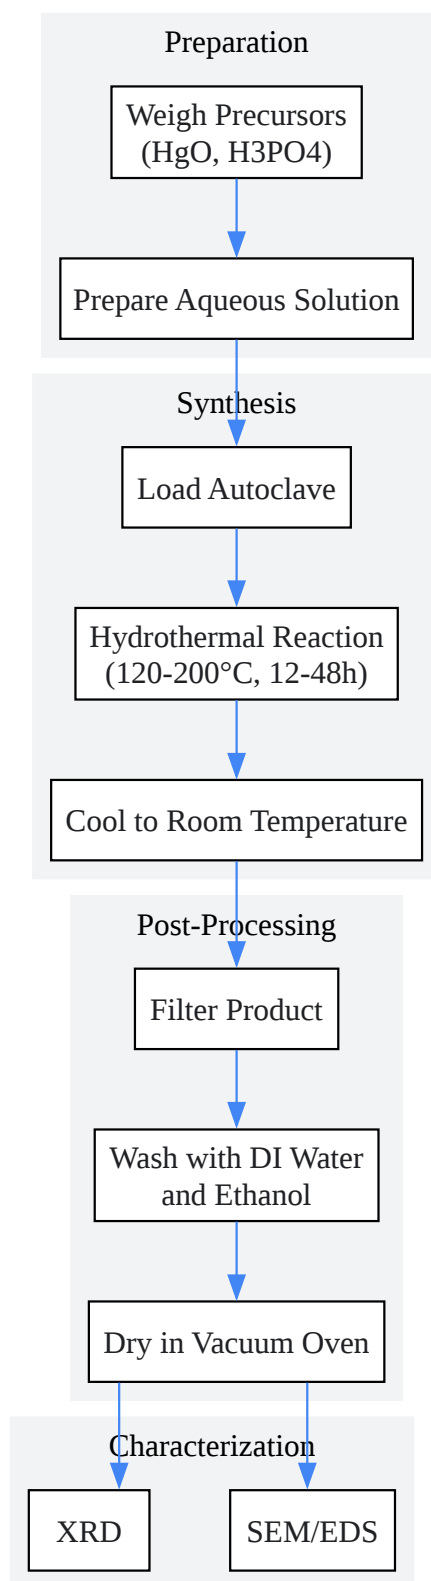 Preparation
Weigh Precursors
(HgO, H3PO4)
Prepare Aqueous Solution
Synthesis
Load Autoclave
Hydrothermal Reaction
(120-200°C, 12-48h)
Cool to Room Temperature
Post-Processing
Filter Product
Wash with DI Water
and Ethanol
Dry in Vacuum Oven
Characterization
XRD
SEM/EDS